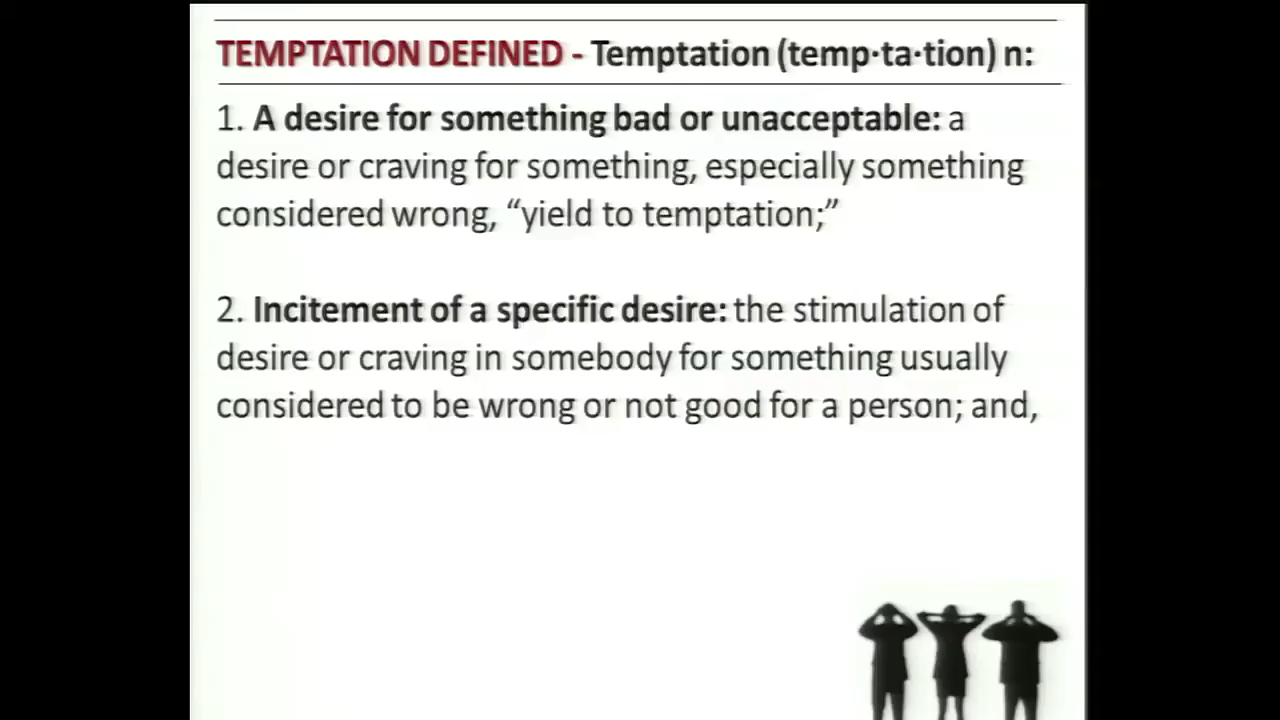 TEMPTATION DEFINED - Temptation (temp·ta·tion) n:
1. A desire for something bad or unacceptable: a
desire or craving for something, especially something
considered wrong, “yield to temptation;”
2. Incitement of a specific desire: the stimulation of
desire or craving in somebody for something usually
considered to be wrong or not good for a person; and,